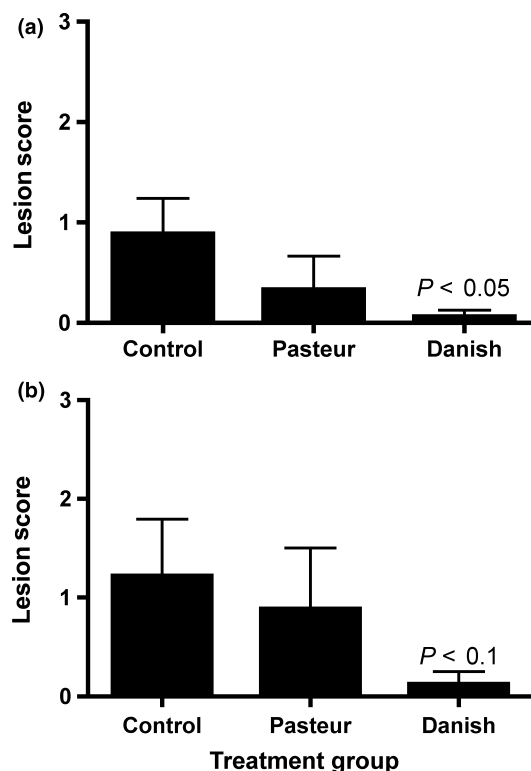 (a)
Lesion score
3
2
1
0
P < 0.05
Control Pasteur Danish
(b)
Lesion score
3
2
1
0
P < 0.1
Control Pasteur Danish
Treatment group